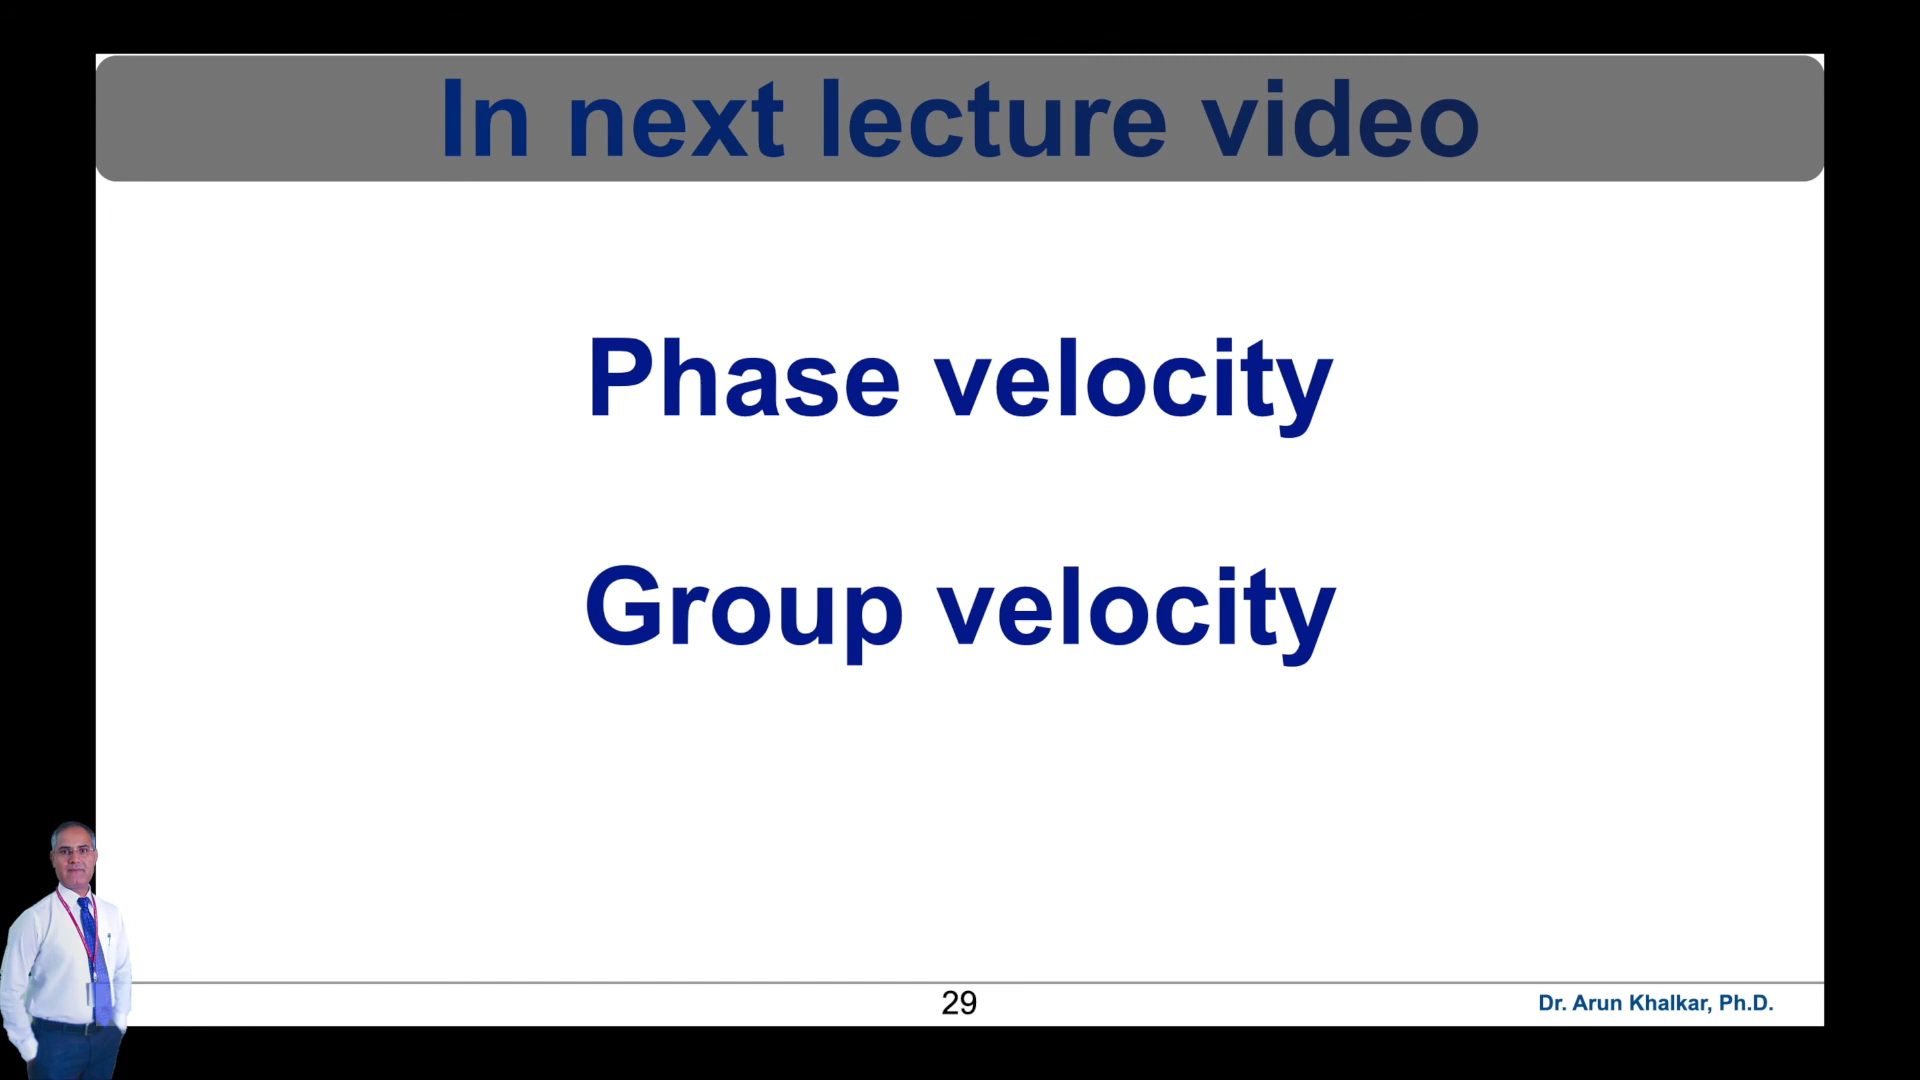 In next lecture video
Phase velocity
Group velocity
29
Dr. Arun Khalkar, Ph.D.